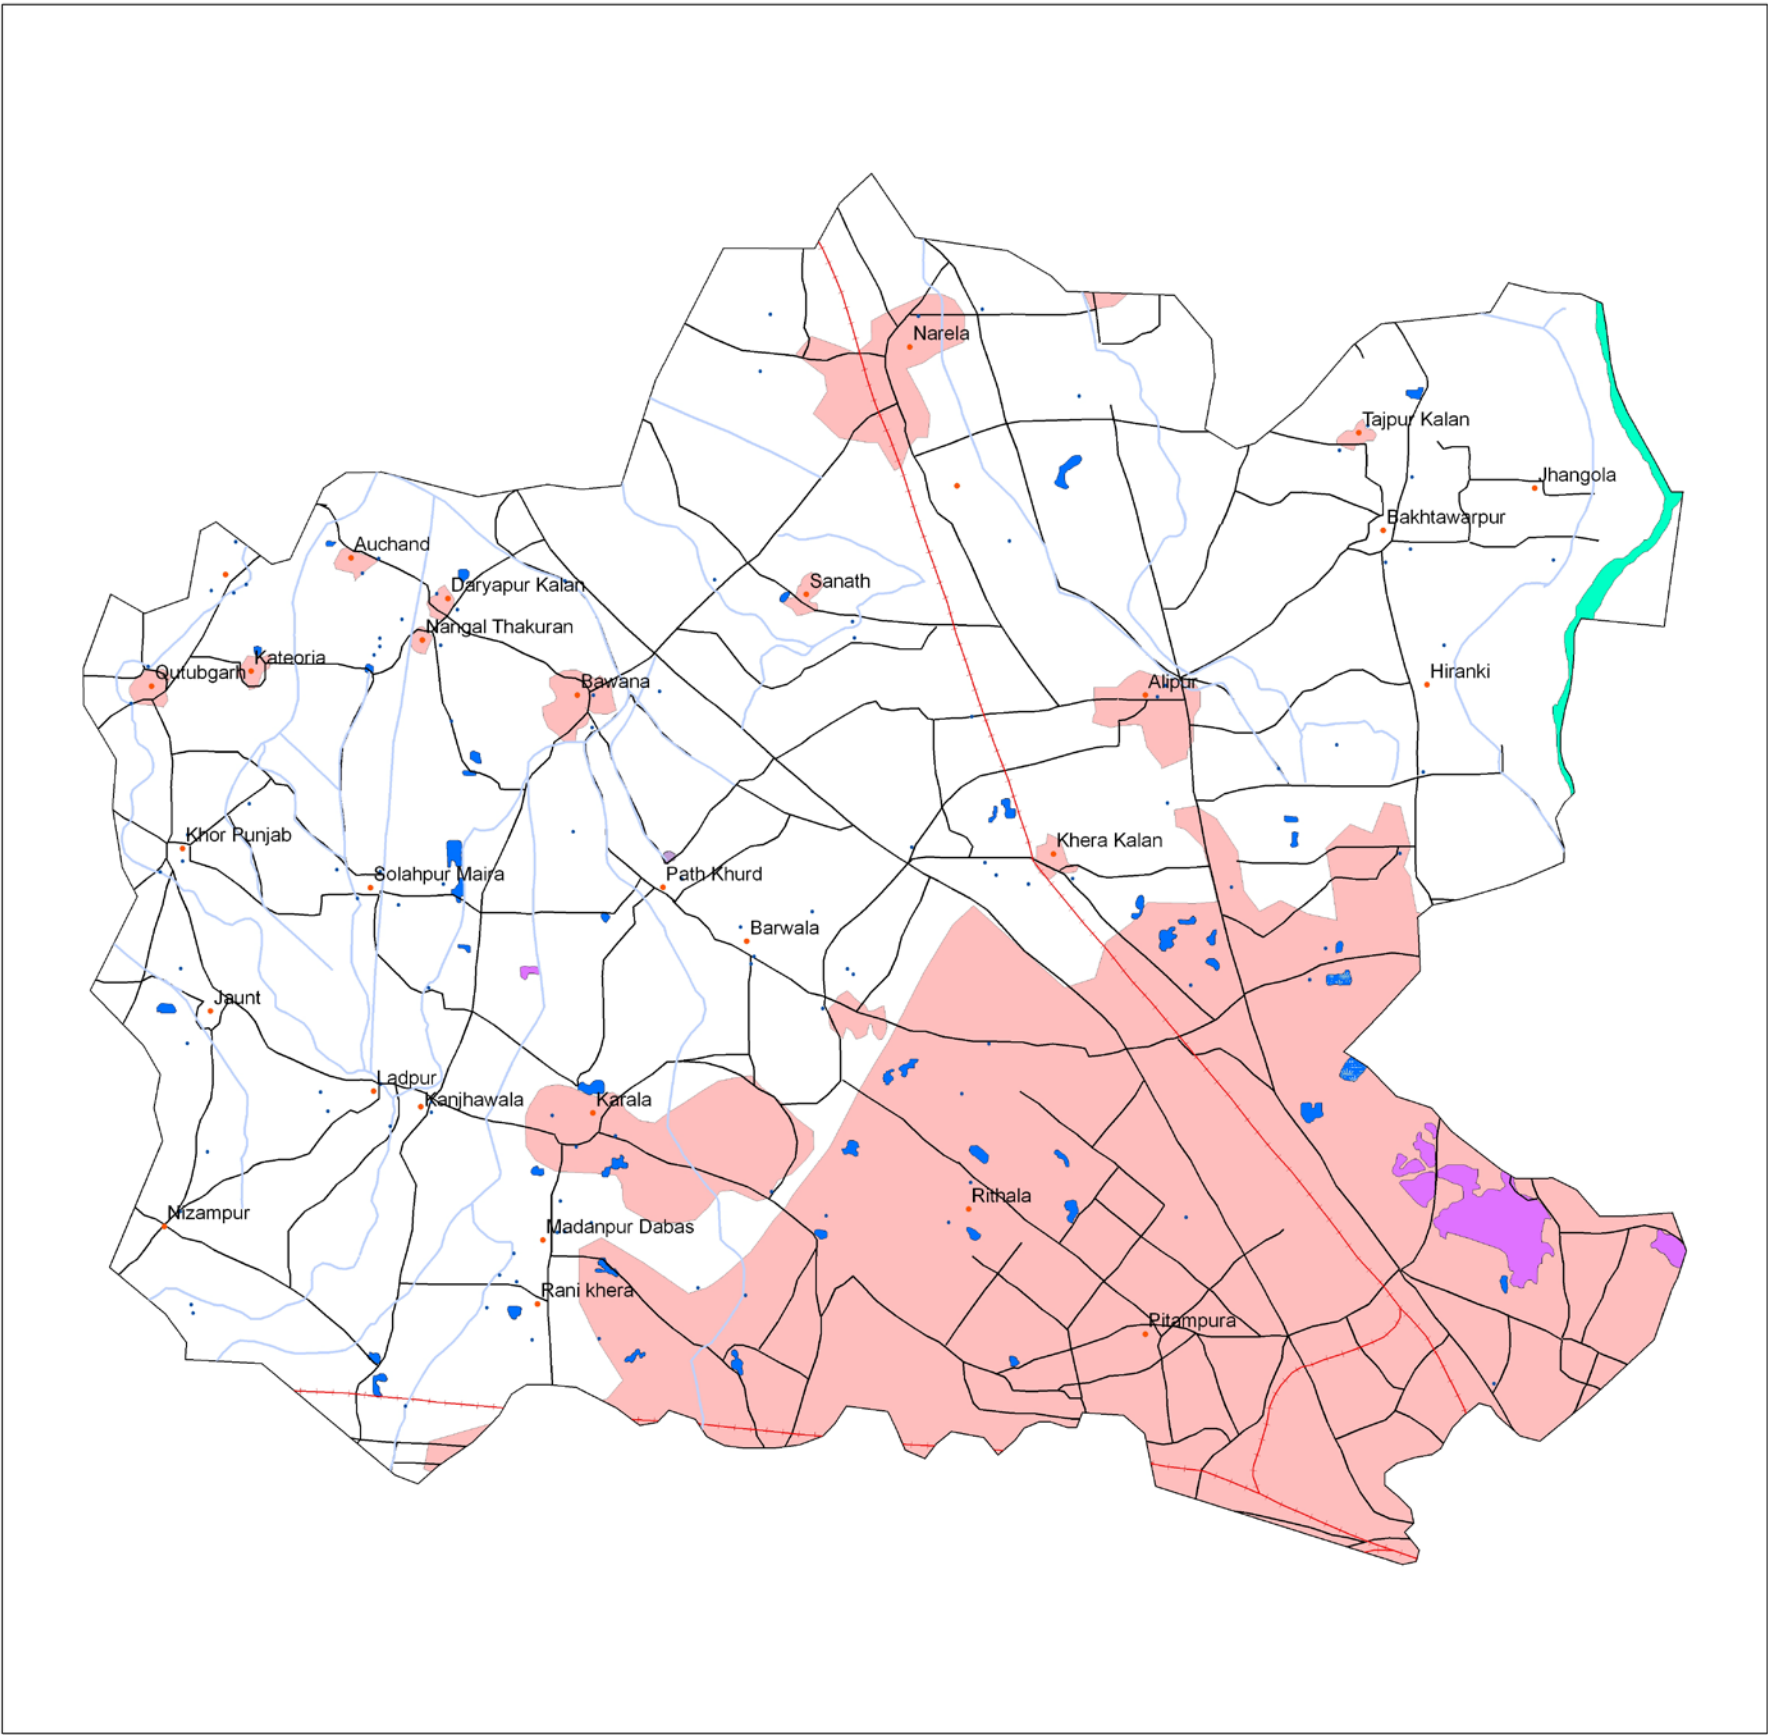 Narela
Tajpur Kalan
Jhangola
Bakhtawarpur
Auchand
Sanath
Daryapur Kalan
Nangal Thakuran
Kateoria
Qutubgarh
Bawana
Alipur
Hiranki
Khor Punjab
Khera Kalan
Solahpur Maira
Path Khurd
Barwala
Jaunt
Ladpur
Kanjhawala
Karala
Rithala
Nizampur
Madanpur Dabas
Rani khera
Pitampura